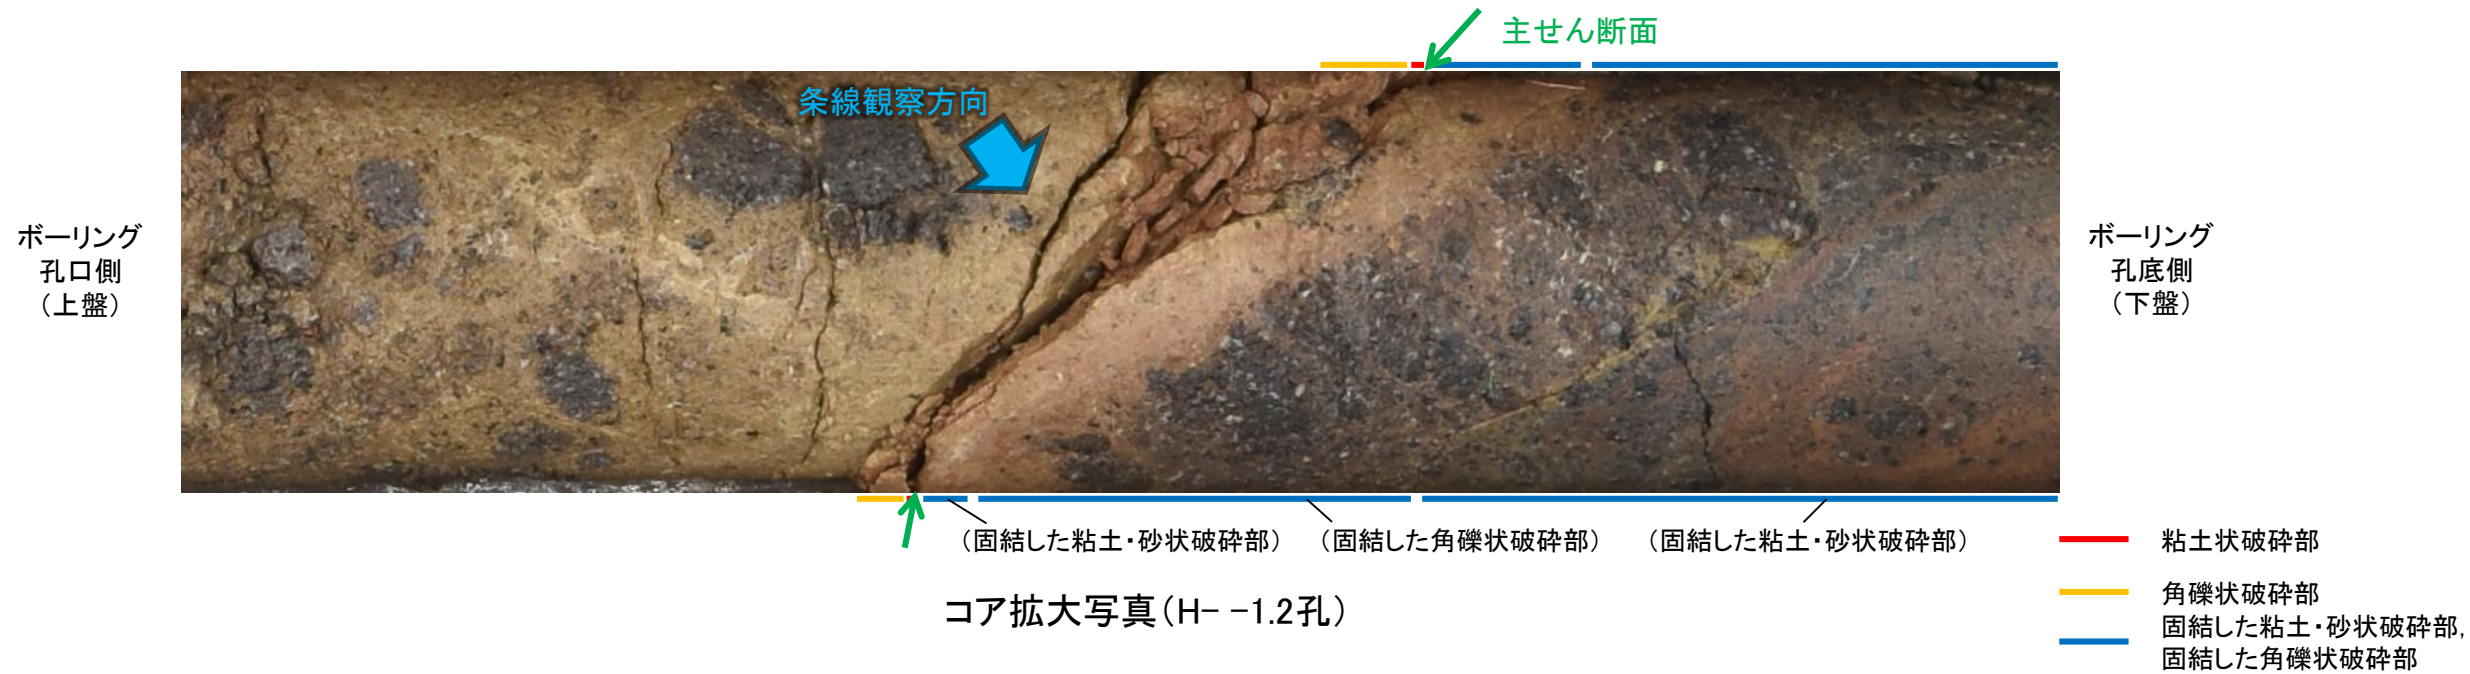 主せん断面
条線観察方向
ボーリング
孔口側
（上盤）
ボーリング
孔底側
（下盤）
（固結した粘土・砂状破砕部）
（固結した角礫状破砕部）
（固結した粘土・砂状破砕部）
コア拡大写真（H- -1.2孔）
粘土状破砕部
角礫状破砕部
固結した粘土・砂状破砕部，
固結した角礫状破砕部